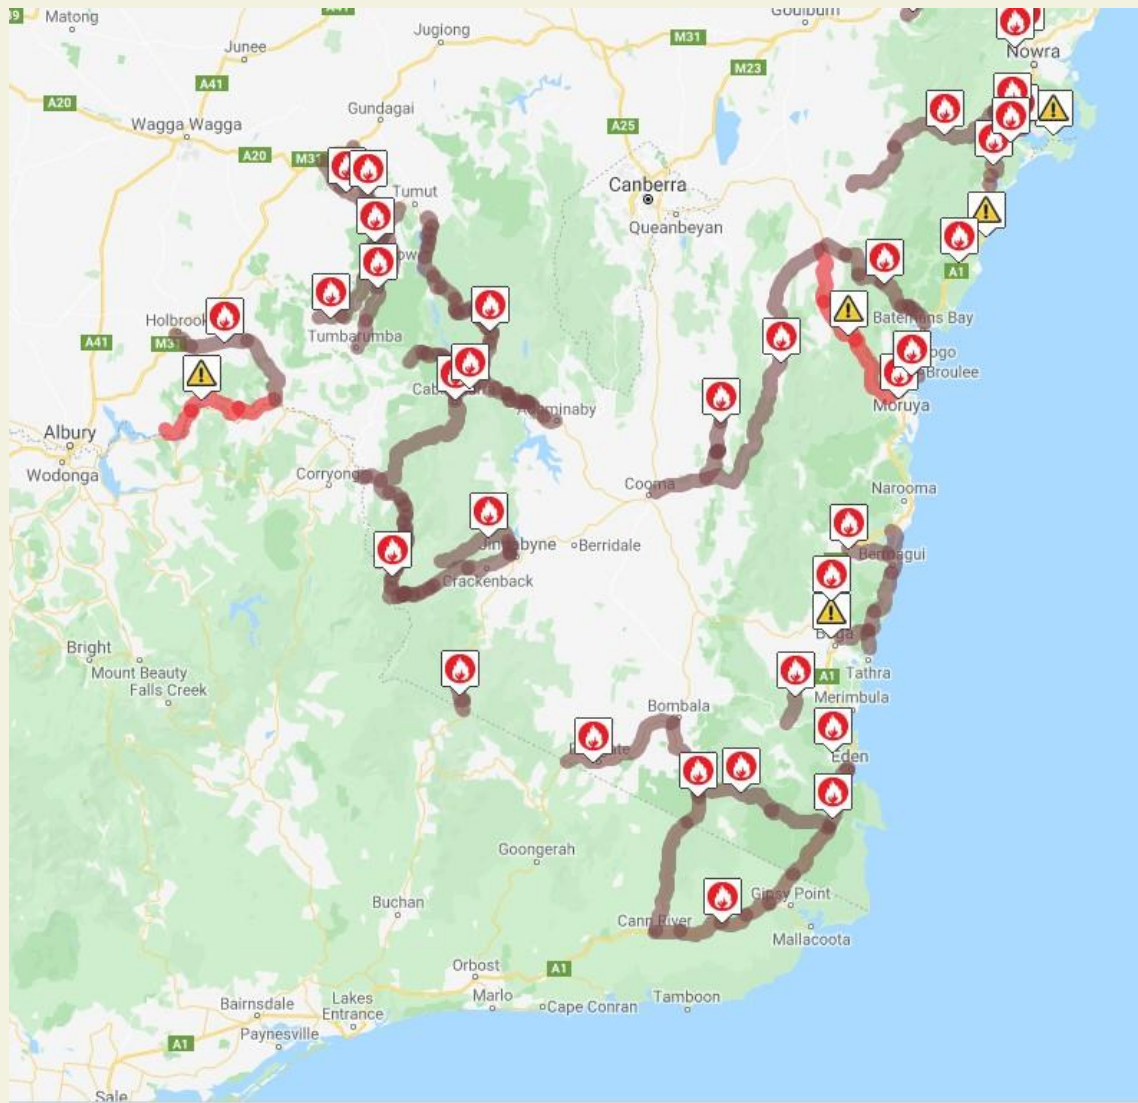 Matong
Jugiong
Goulburn
M31
Junee
Nowra
M23
A41
A20
Gundagai
Wagga Wagga
A25
A20
M31
Canberra
Tumut
Queanbeyan
A1
Holbrook
Batemans Bay
A41
M31
Tumbarumba
Broulee
Moruya
Adaminaby
Albury
Wodonga
Corryong
Cooma
Narooma
Jindabyne
Berridale
Bermagui
Crackenback
Bega
Bright
Mount Beauty
Falls Creek
A1
Tathra
Merimbula
Bombala
Eden
Goongerah
Buchan
Gipsy Point
Cann River
Mallacoota
Orbost
A1
Marlo
Cape Conran
Tamboon
Bairnsdale
Lakes
Entrance
Paynesville
A1
Sale